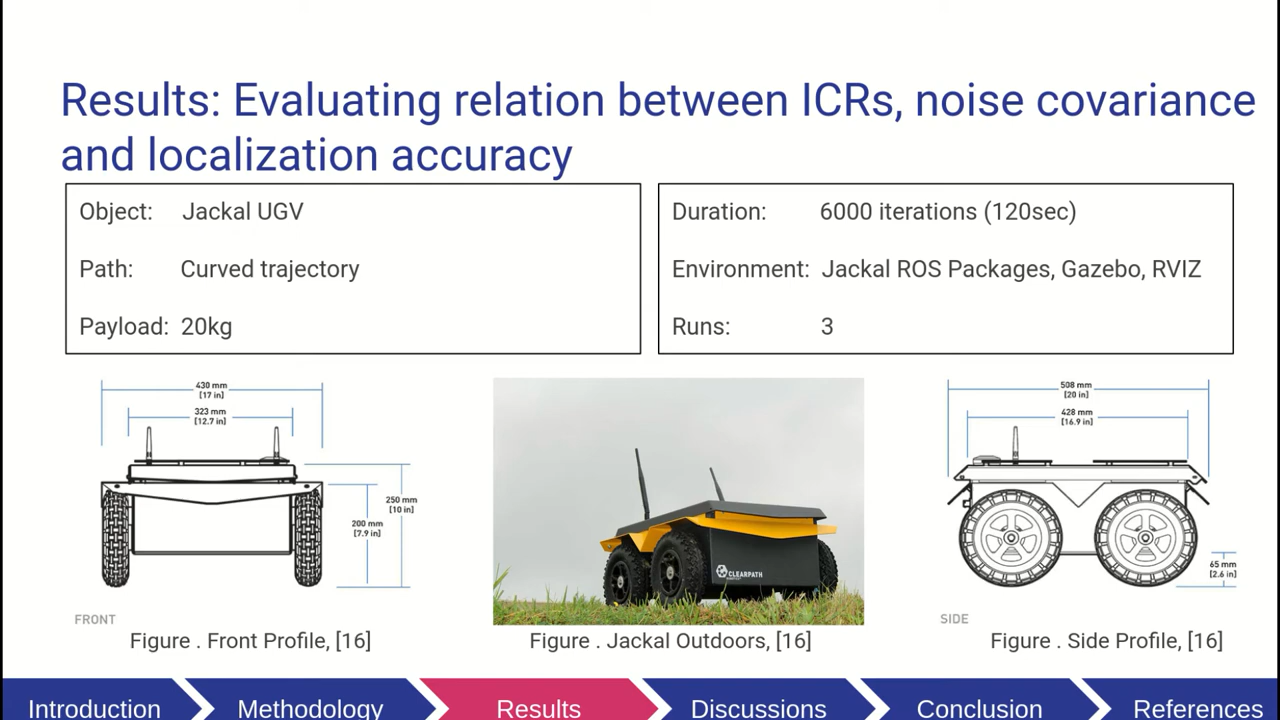 Results: Evaluating relation between ICRs, noise covariance
and localization accuracy
Object: Jackal UGV
Path: Curved trajectory
Payload: 20kg
Duration: 6000 iterations (120sec)
Environment: Jackal ROS Packages, Gazebo, RVIZ
Runs: 3
430 mm
[17 in]
323 mm
[12.7 in]
250 mm
[10 in]
200 mm
[7.9 in]
FRONT
Figure . Front Profile, [16]
CLEARPATH
Figure . Jackal Outdoors, [16]
508 mm
[20 in]
428 mm
[16.9 in]
65 mm
[2.6 in]
SIDE
Figure . Side Profile, [16]
Introduction
Methodology
Results
Discussions
Conclusion
References